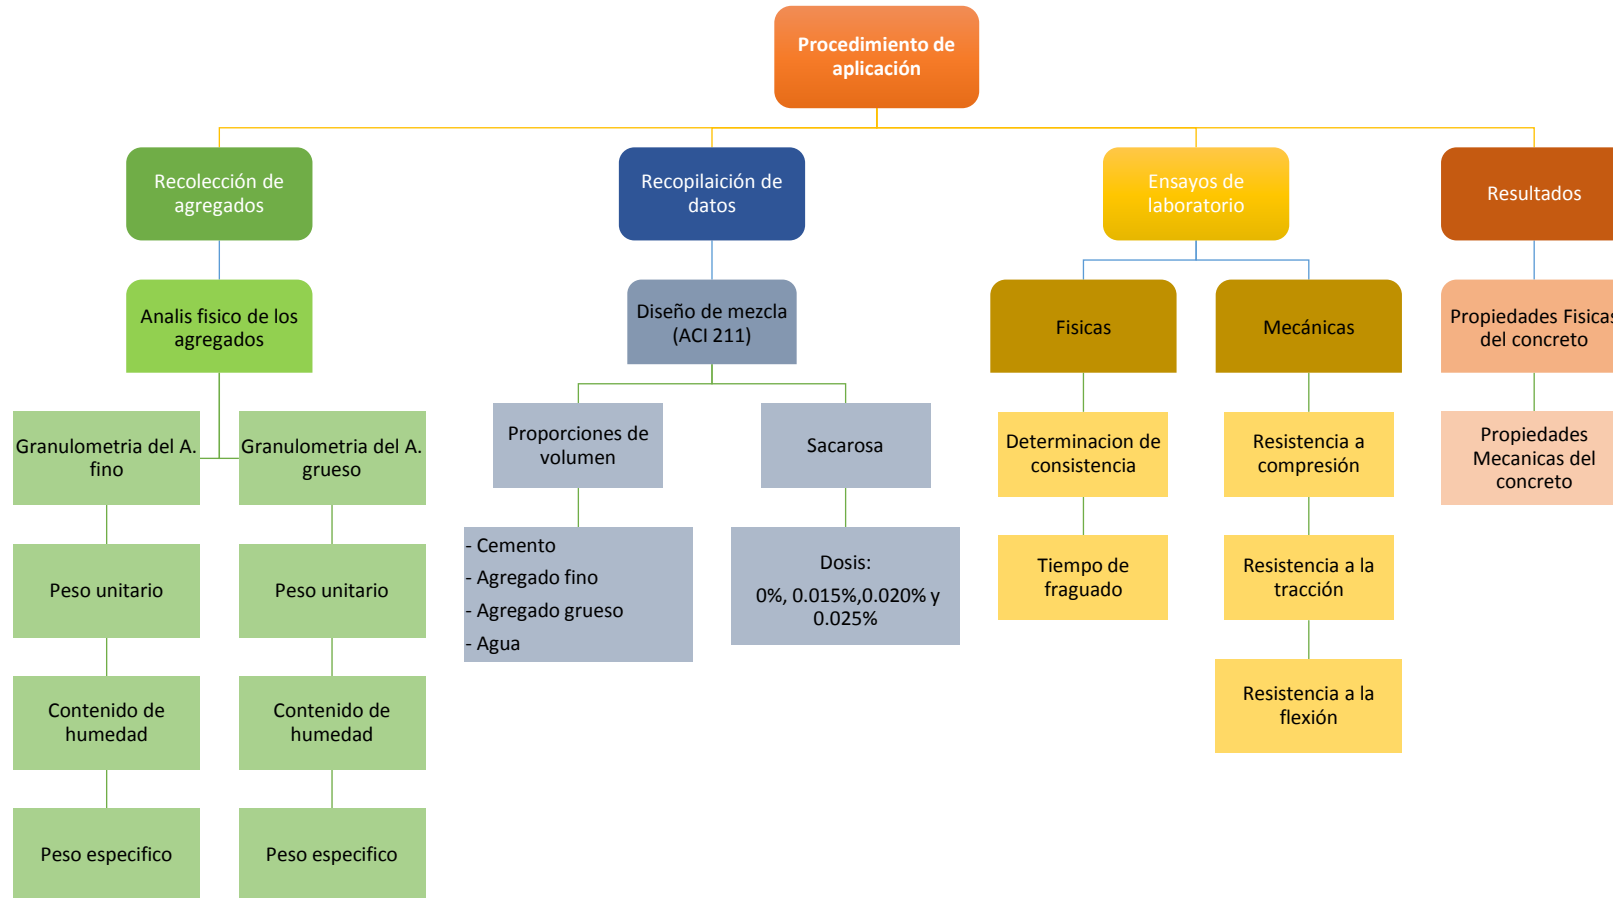 Procedimiento de
aplicación
Recolección de
agregados
Recopilaición de
datos
Ensayos de
laboratorio
Resultados
Analis fisico de los
agregados
Diseño de mezcla
(ACI 211)
Fisicas
Mecánicas
Propiedades Fisicas
del concreto
Granulometria del A.
fino
Granulometria del A.
grueso
Proporciones de
volumen
Sacarosa
Determinacion de
consistencia
Resistencia a
compresión
Propiedades
Mecanicas del
concreto
Peso unitario
Peso unitario
- Cemento
- Agregado fino
- Agregado grueso
- Agua
Dosis:
0%, 0.015%,0.020% y
0.025%
Tiempo de
fraguado
Resistencia a la
tracción
Contenido de
humedad
Contenido de
humedad
Resistencia a la
flexión
Peso especifico
Peso especifico